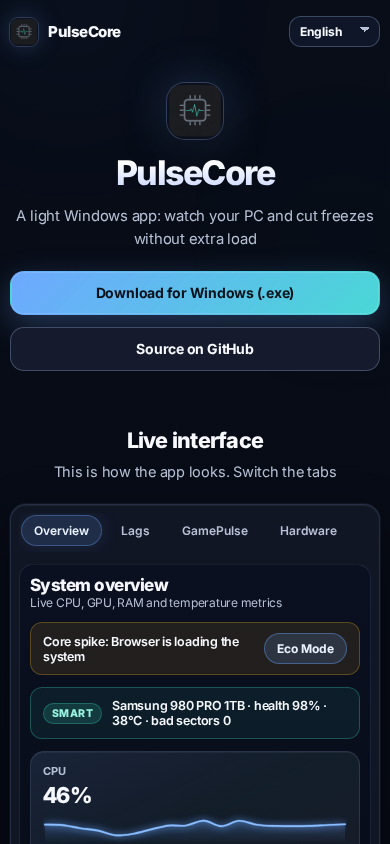 PulseCore
English
PulseCore
A light Windows app: watch your PC and cut freezes
without extra load
Download for Windows (.exe)
Source on GitHub
Live interface
This is how the app looks. Switch the tabs
Overview
Lags
GamePulse
Hardware
System overview
Live CPU, GPU, RAM and temperature metrics
Core spike: Browser is loading the
system
Eco Mode
SMART
Samsung 980 PRO 1TB · health 98% ·
38°C · bad sectors 0
CPU
46%